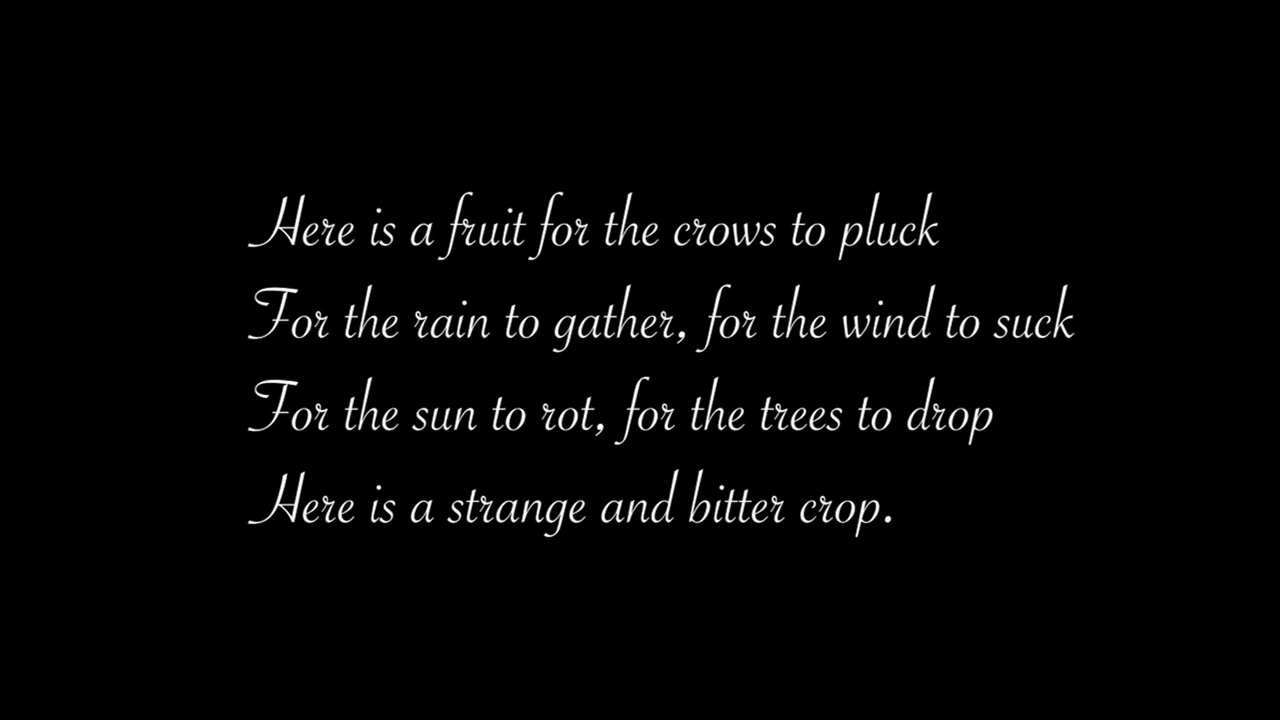 Here is a fruit for the crows to pluck
For the rain to gather, for the wind to suck
For the sun to rot, for the trees to drop
Here is a strange and bitter crop.